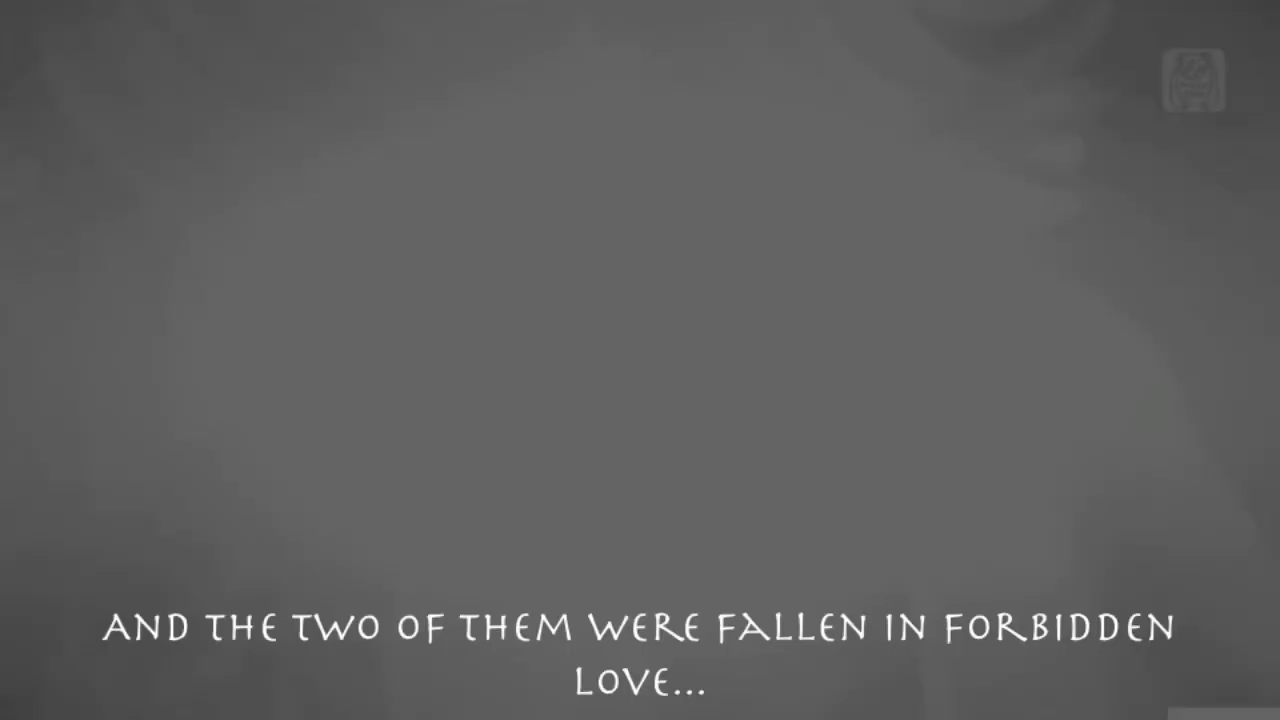 AND THE TWO OF THEM WERE FALLEN IN FORBIDDEN
LOVE...